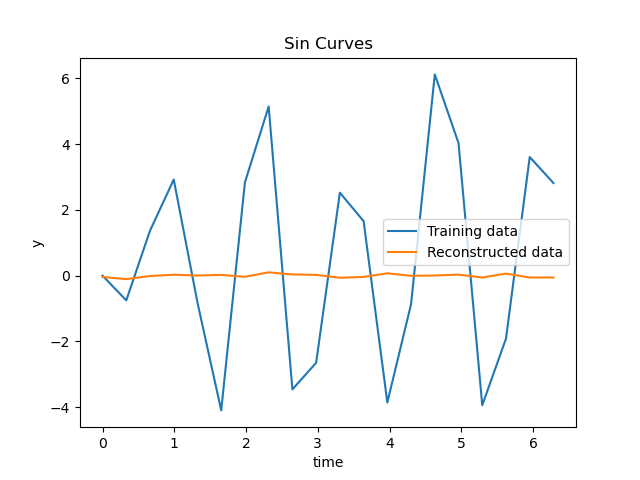 Sin Curves
6
4
2
0
−2
−4
y
Training data
Reconstructed data
0 1 2 3 4 5 6
time